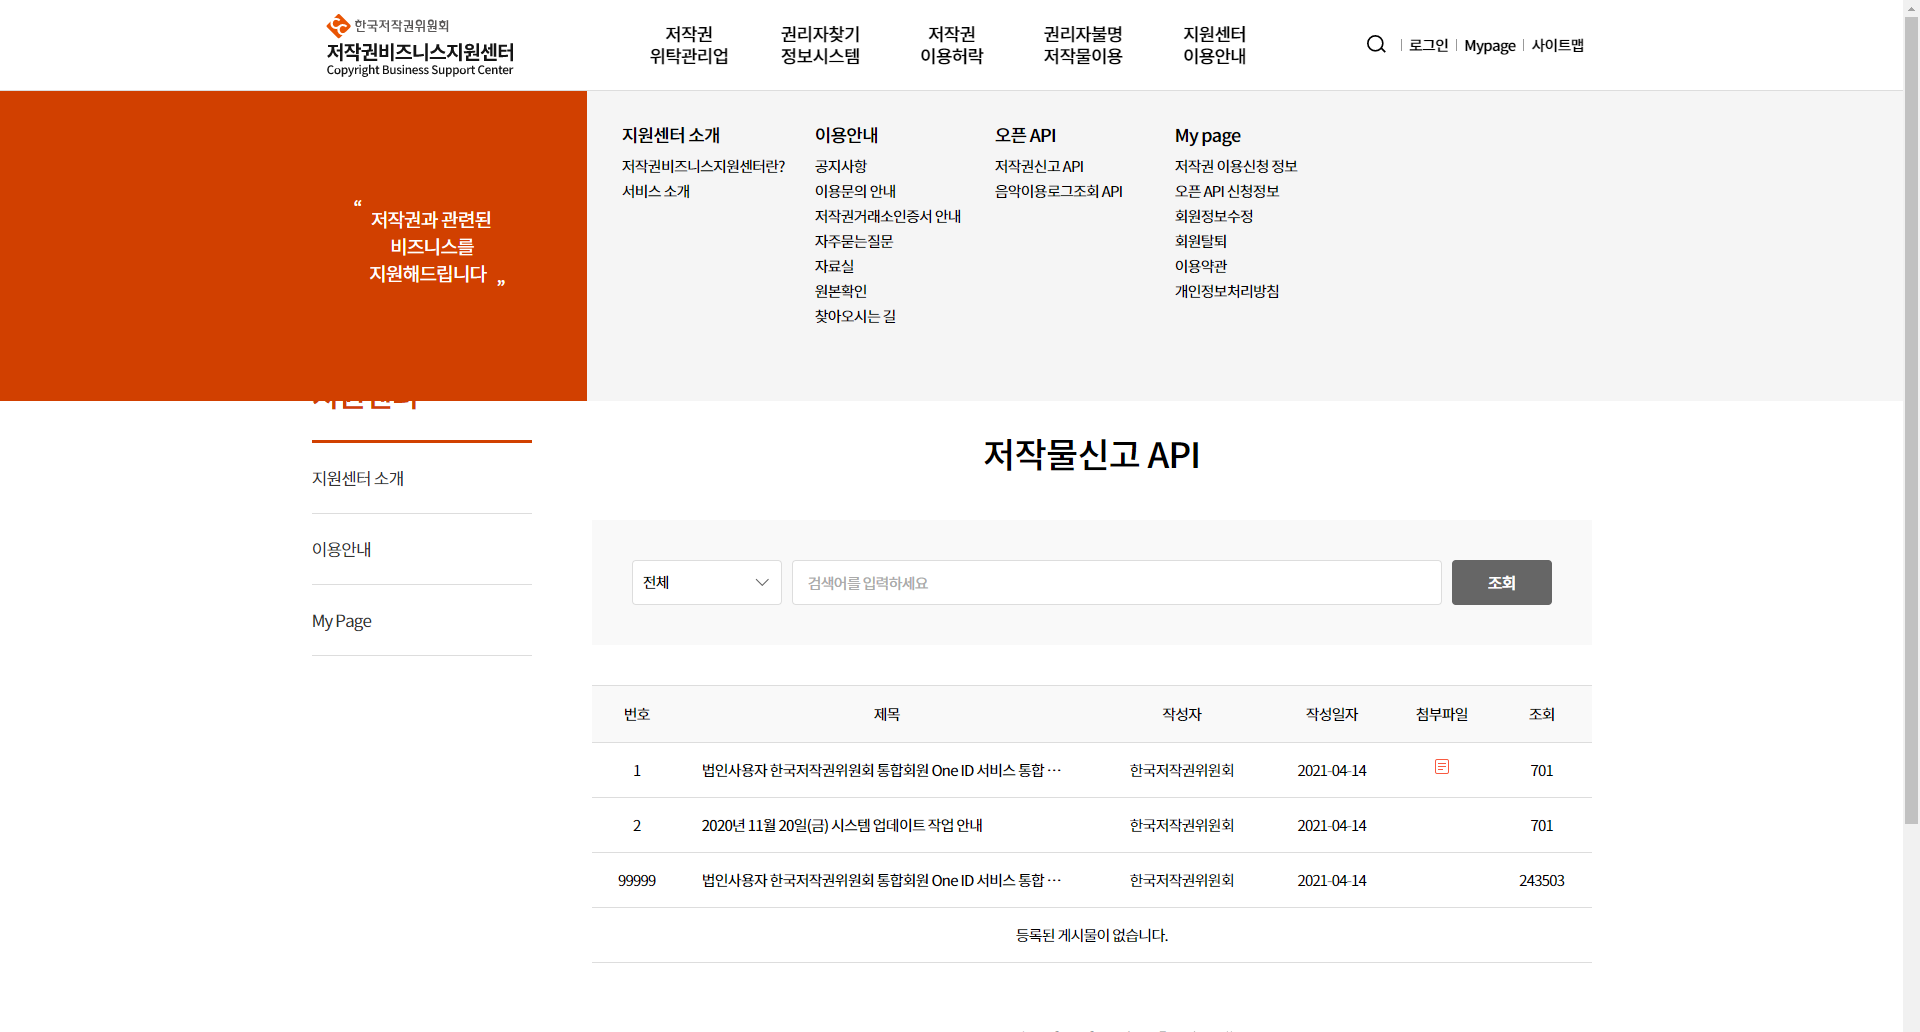 한국저작권위원회
저작권비즈니스지원센터
Copyright Business Support Center
저작권
위탁관리업
권리자찾기
정보시스템
저작권
이용허락
권리자불명
저작물이용
지원센터
이용안내
로그인 Mypage 사이트맵
“ 저작권과 관련된
비즈니스를
지원해드립니다 ”
지원센터 소개
저작권비즈니스지원센터란?
서비스 소개
이용안내
공지사항
이용문의 안내
저작권거래소인증서 안내
자주묻는질문
자료실
원본확인
찾아오시는 길
오픈 API
저작권신고 API
음악이용로그조회 API
My page
저작권 이용신청 정보
오픈 API 신청정보
회원정보수정
회원탈퇴
이용약관
개인정보처리방침
지원센터 소개
이용안내
My Page
저작물신고 API
전체 검색어를 입력하세요 조회
번호 제목 작성자 작성일자 첨부파일 조회
1 법인사용자 한국저작권위원회 통합회원 One ID 서비스 통합 ··· 한국저작권위원회 2021-04-14 701
2 2020년 11월 20일(금) 시스템 업데이트 작업 안내 한국저작권위원회 2021-04-14 701
99999 법인사용자 한국저작권위원회 통합회원 One ID 서비스 통합 ··· 한국저작권위원회 2021-04-14 243503
등록된 게시물이 없습니다.